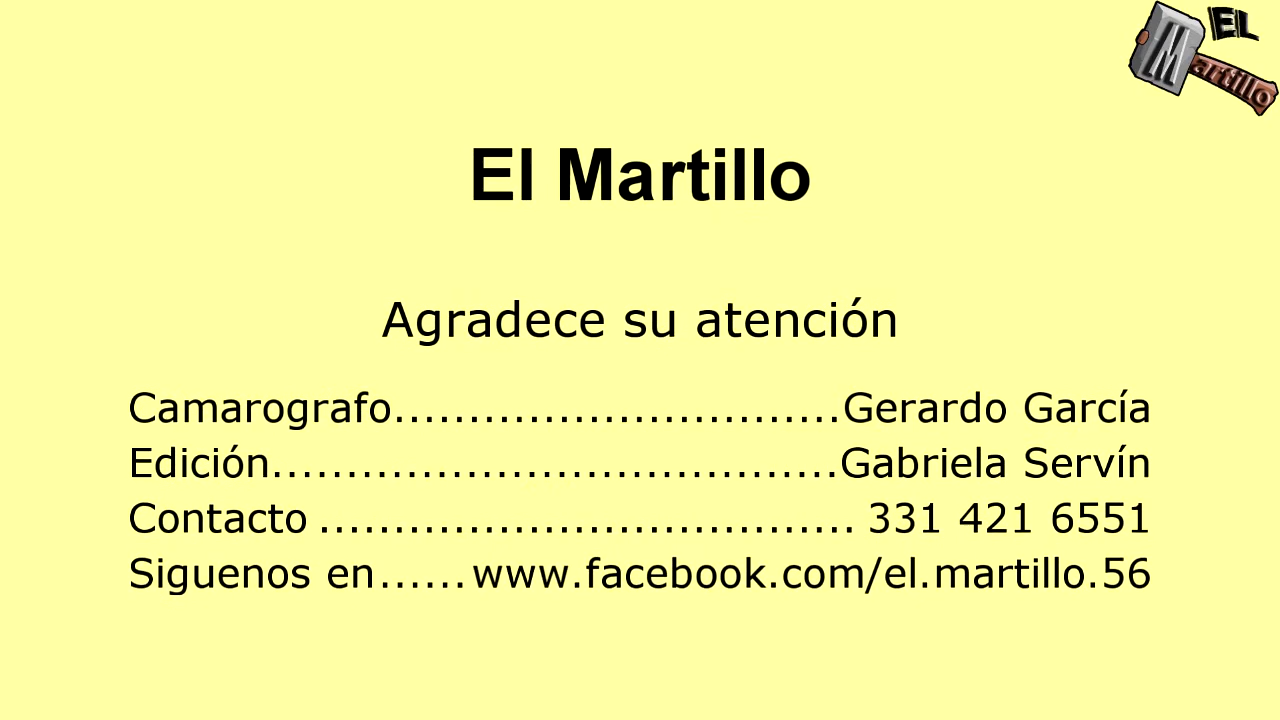 EL
Martillo
El Martillo
Agradece su atención
Camarografo..............................Gerardo García
Edición......................................Gabriela Servín
Contacto .................................... 331 421 6551
Siguenos en......www.facebook.com/el.martillo.56